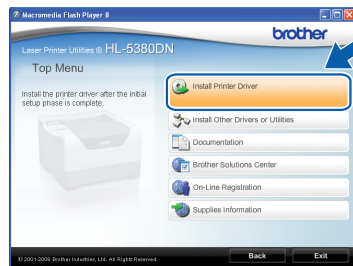 Macromedia Flash Player 8
brother
Laser Printer Utilities HL-5380DN
Top Menu
Install the printer driver after the initial
setup phase is complete.
Install Printer Driver
Install Other Drivers or Utilities
Documentation
Brother Solutions Center
On-Line Registration
Supplies Information
© 2001-2008 Brother Industries, Ltd. All Rights Reserved.
Back
Exit